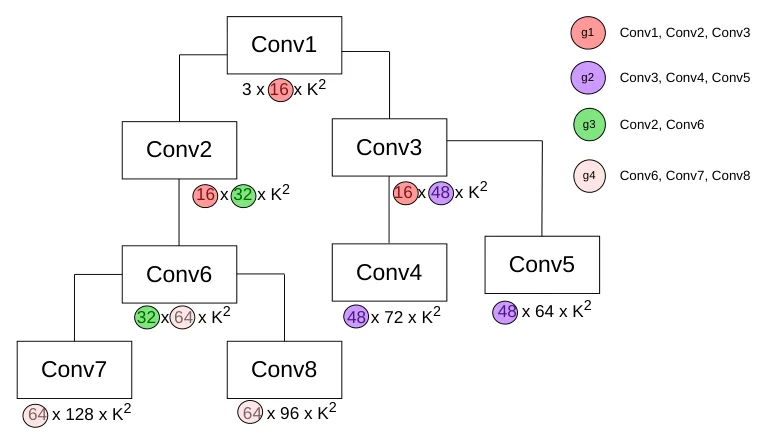 Conv1
3 x 16 x K²
g1 Conv1, Conv2, Conv3
g2 Conv3, Conv4, Conv5
g3 Conv2, Conv6
g4 Conv6, Conv7, Conv8
Conv2
16 x 32 x K²
Conv3
16 x 48 x K²
Conv6
32 x 64 x K²
Conv4
48 x 72 x K²
Conv5
48 x 64 x K²
Conv7
64 x 128 x K²
Conv8
64 x 96 x K²